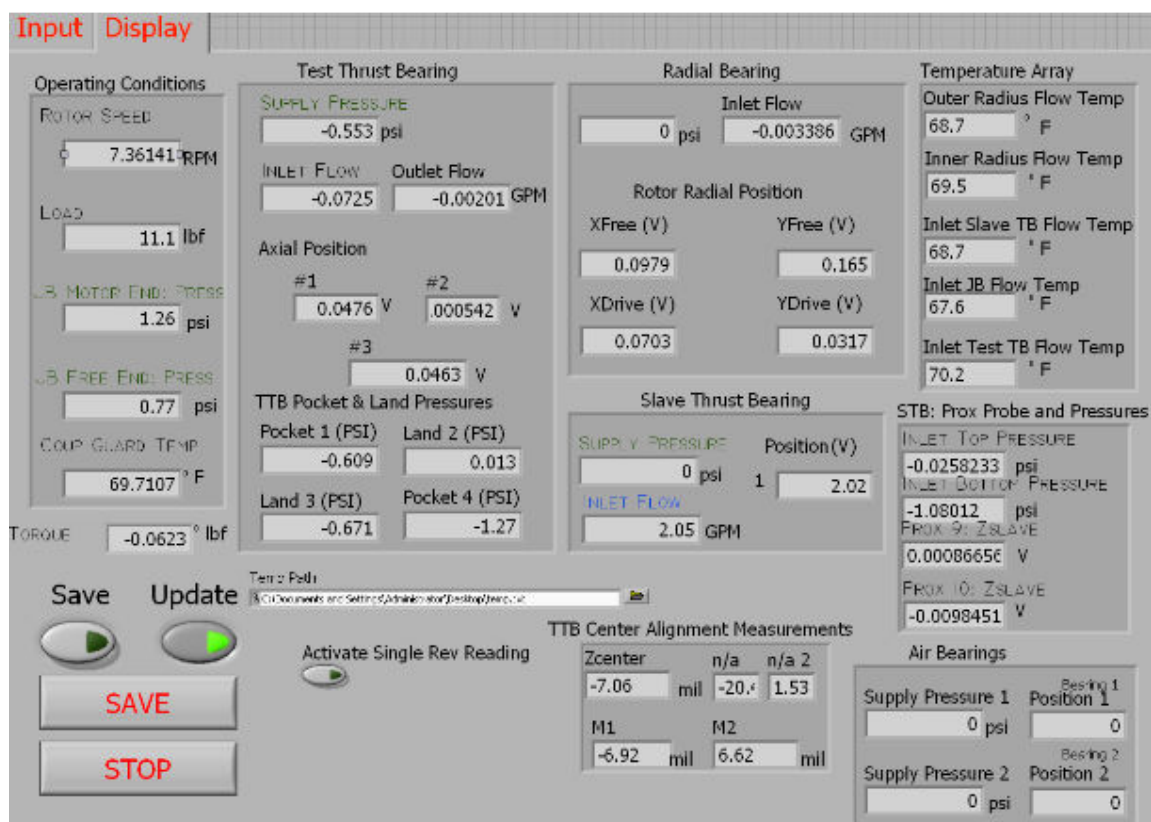 Input Display
Operating Conditions
ROTOR SPEED
7.36141 RPM
LOAD
11.1 lbf
JB MOTOR END: PRESS
1.26 psi
JB FREE END: PRESS
0.77 psi
COUP GUARD TEMP
69.7107 ° F
TORQUE -0.0623 ° lbf
Test Thrust Bearing
SUPPLY PRESSURE
-0.553 psi
INLET FLOW Outlet Flow
-0.0725 -0.00201 GPM
Axial Position
#1 #2
0.0476 V .000542 V
#3
0.0463 V
TTB Pocket & Land Pressures
Pocket 1 (PSI) Land 2 (PSI)
-0.609 0.013
Land 3 (PSI) Pocket 4 (PSI)
-0.671 -1.27
Radial Bearing
Inlet Flow
0 psi -0.003386 GPM
Rotor Radial Position
XFree (V) YFree (V)
0.0979 0.165
XDrive (V) YDrive (V)
0.0703 0.0317
Slave Thrust Bearing
SUPPLY PRESSURE Position (V)
0 psi 1 2.02
INLET FLOW
2.05 GPM
Temperature Array
Outer Radius Flow Temp
68.7 ° F
Inner Radius Flow Temp
69.5 ° F
Inlet Slave TB Flow Temp
68.7 ° F
Inlet JB Flow Temp
67.6 ° F
Inlet Test TB Flow Temp
70.2 ° F
STB: Prox Probe and Pressures
INLET TOP PRESSURE
-0.0258233 psi
INLET BOTTOM PRESSURE
-1.08012 psi
PROX 9: ZSLAVE
0.00086656 V
PROX 10: ZSLAVE
-0.0098451 V
Save Update
SAVE
STOP
Temp Path
C:\Documents and Settings\Administrator\Desktop\temp.txt
Activate Single Rev Reading
TTB Center Alignment Measurements
Zcenter n/a n/a 2
-7.06 mil -20.4 1.53
M1 M2
-6.92 mil 6.62 mil
Air Bearings
Bearing 1
Supply Pressure 1 Position 1
0 psi 0
Bearing 2
Supply Pressure 2 Position 2
0 psi 0